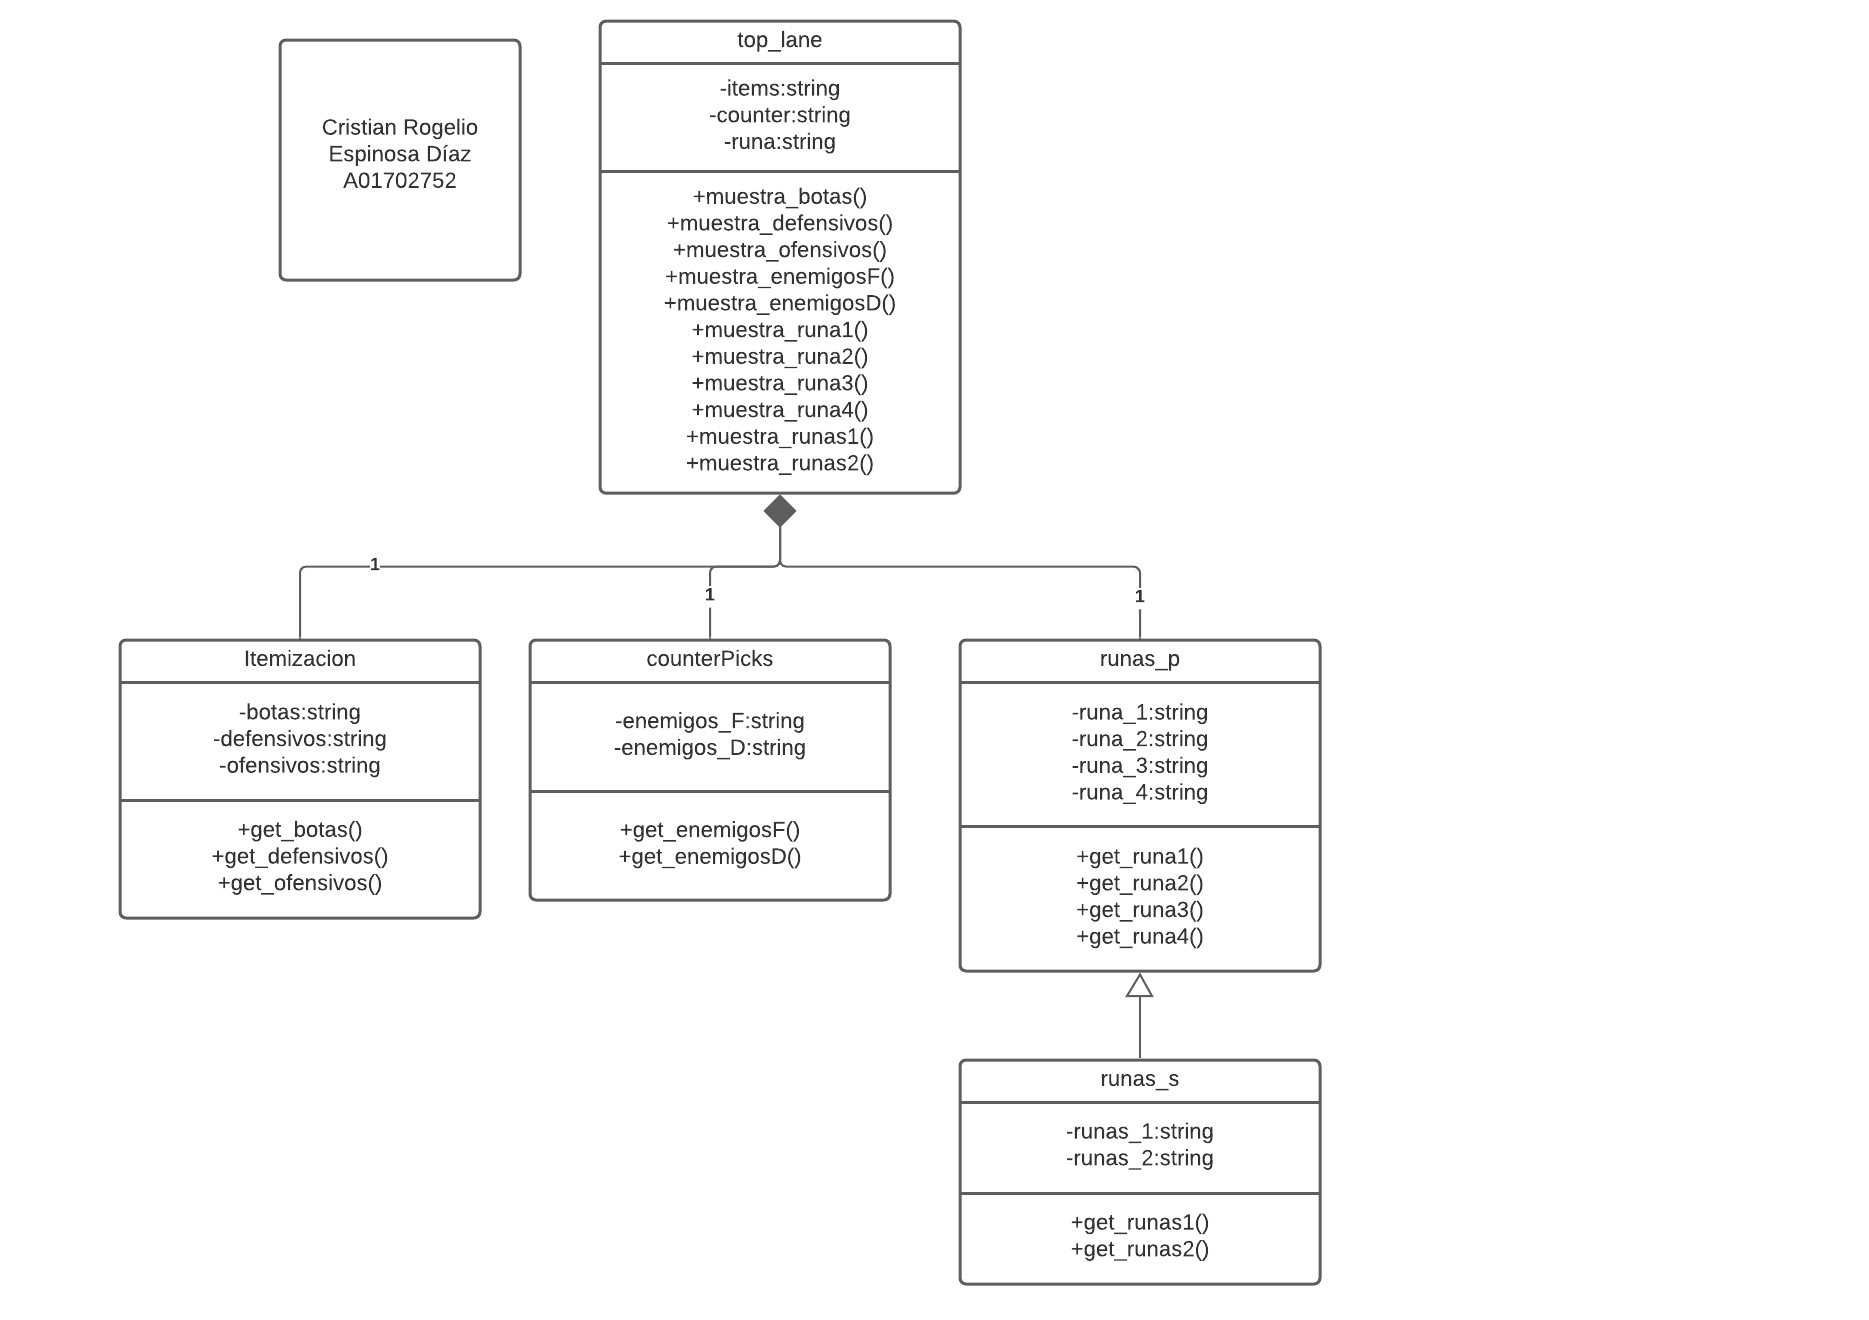 Cristian Rogelio
Espinosa Díaz
A01702752
top_lane
-items:string
-counter:string
-runa:string
+muestra_botas()
+muestra_defensivos()
+muestra_ofensivos()
+muestra_enemigosF()
+muestra_enemigosD()
+muestra_runa1()
+muestra_runa2()
+muestra_runa3()
+muestra_runa4()
+muestra_runas1()
+muestra_runas2()
1
1
1
Itemizacion
-botas:string
-defensivos:string
-ofensivos:string
+get_botas()
+get_defensivos()
+get_ofensivos()
counterPicks
-enemigos_F:string
-enemigos_D:string
+get_enemigosF()
+get_enemigosD()
runas_p
-runa_1:string
-runa_2:string
-runa_3:string
-runa_4:string
+get_runa1()
+get_runa2()
+get_runa3()
+get_runa4()
runas_s
-runas_1:string
-runas_2:string
+get_runas1()
+get_runas2()